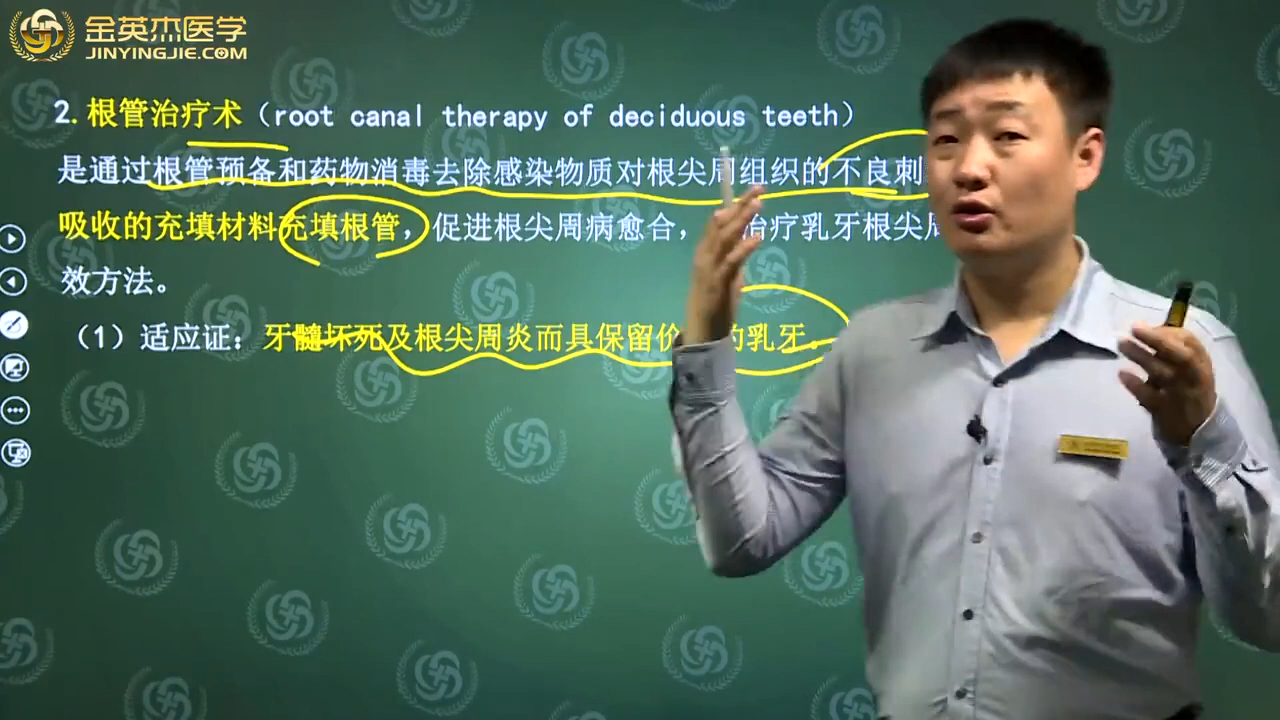 金英杰医学
JINYINGJIE.COM
2. 根管治疗术（root canal therapy of deciduous teeth）
是通过根管预备和药物消毒去除感染物质对根尖周组织的不良刺
吸收的充填材料充填根管，促进根尖周病愈合，治疗乳牙根尖周
效方法。
（1）适应证：牙髓坏死及根尖周炎而具保留价的乳牙。